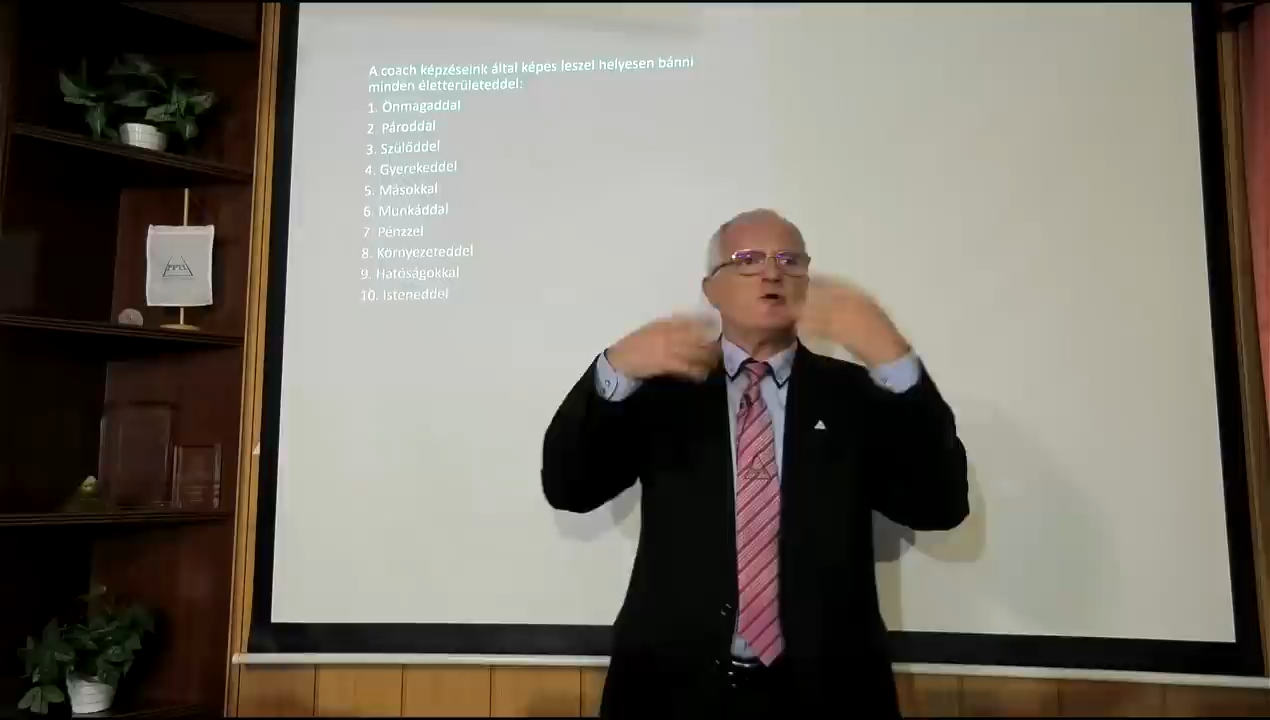 A coach képzéseink által képes leszel helyesen bánni
minden életterületeddel:
1. Önmagaddal
2 Pároddal
3. Szülőddel
4. Gyerekeddel
5. Másokkal
6. Munkáddal
7 Pénzzel
8. Környezeteddel
9. Hatóságokkal
10. Isteneddel